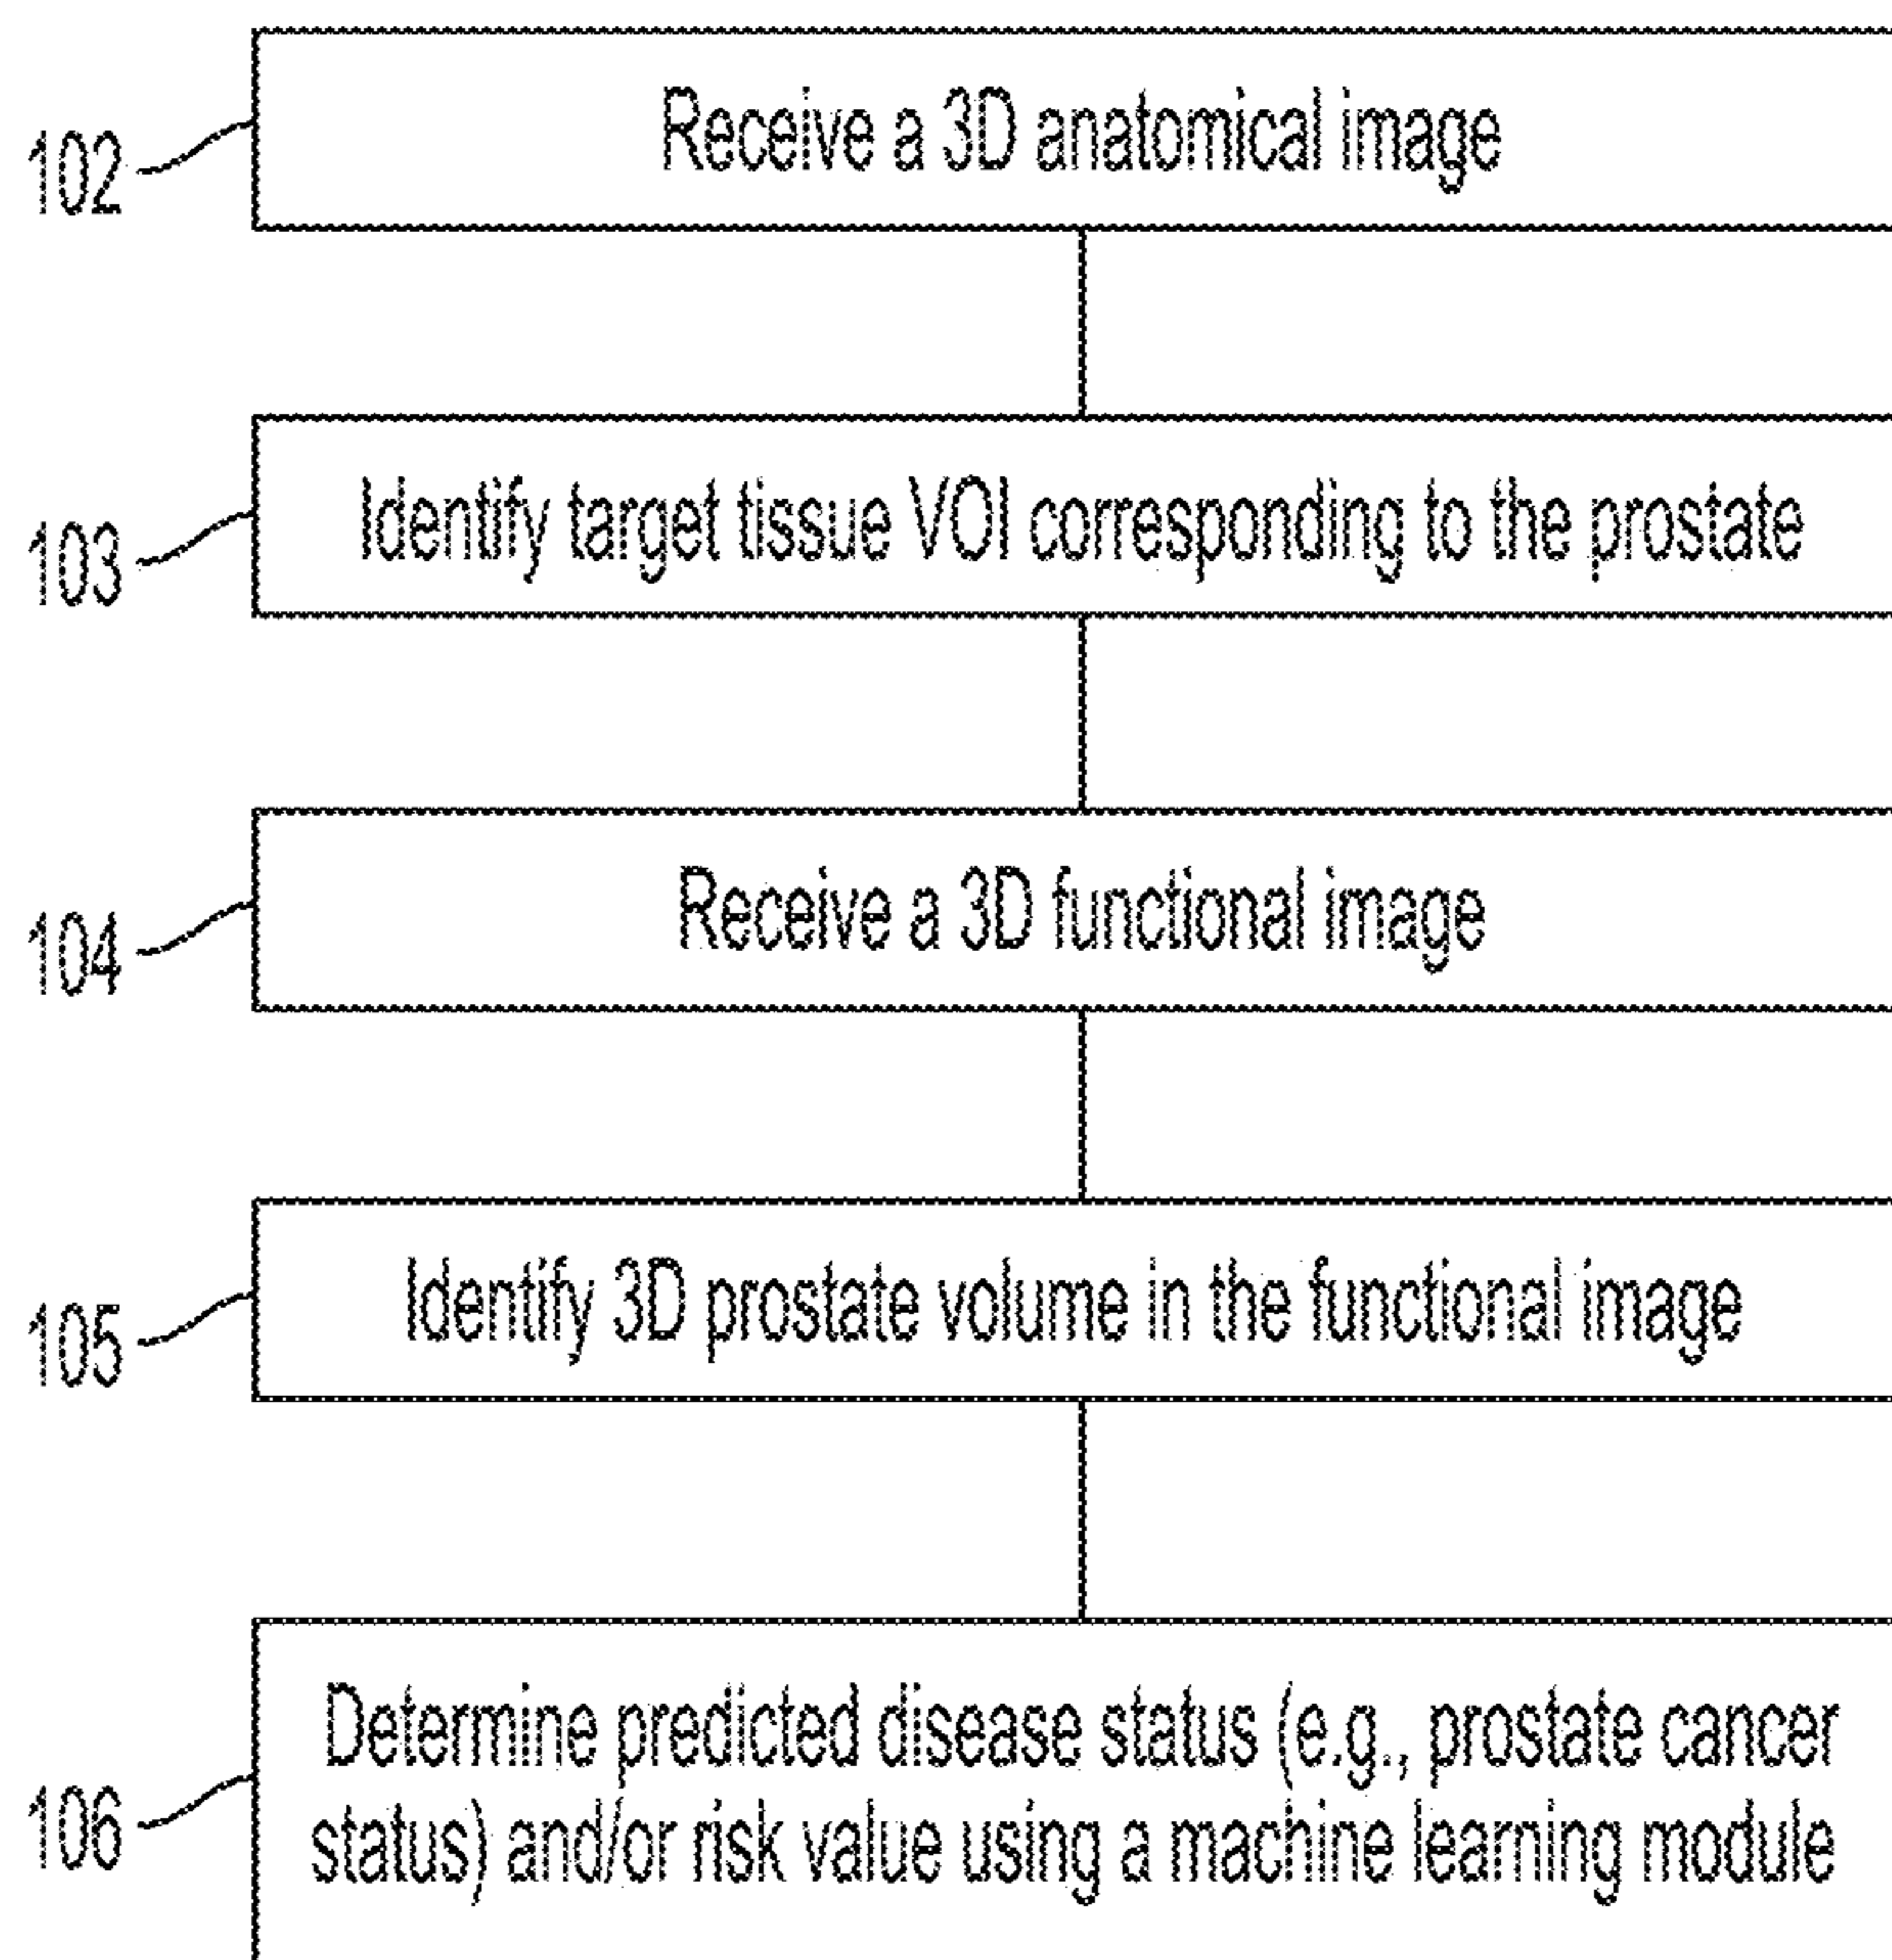 102
Receive a 3D anatomical image
103
Identify target tissue VOI corresponding to the prostate
104
Receive a 3D functional image
105
Identify 3D prostate volume in the functional image
106
Determine predicted disease status (e.g., prostate cancer
status) and/or risk value using a machine learning module